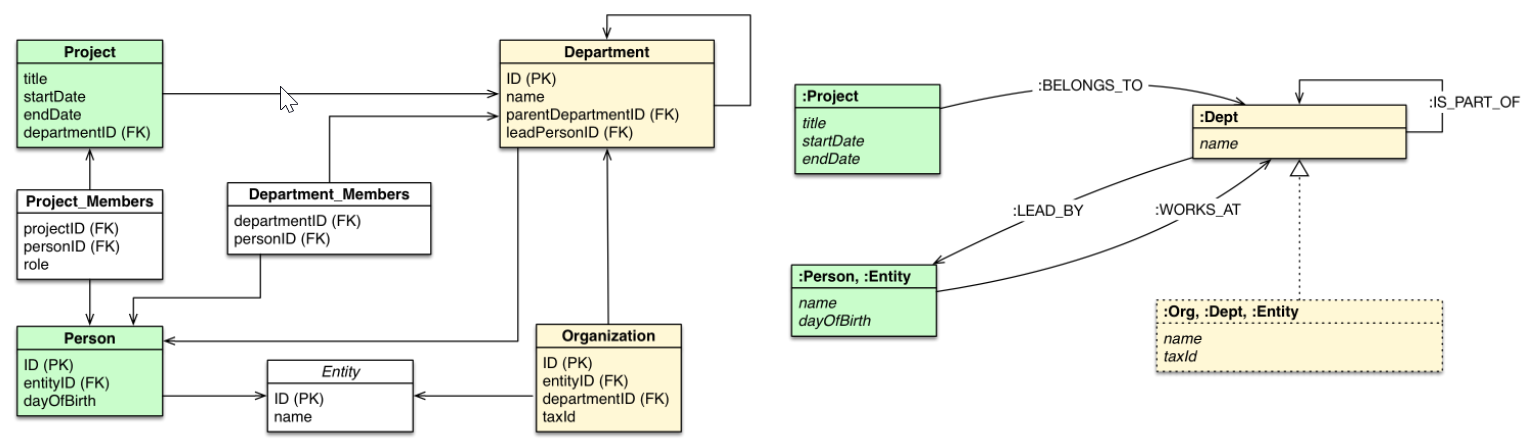 Project
title
startDate
endDate
departmentID (FK)
Department
ID (PK)
name
parentDepartmentID (FK)
leadPersonID (FK)
Project_Members
projectID (FK)
personID (FK)
role
Department_Members
departmentID (FK)
personID (FK)
Person
ID (PK)
entityID (FK)
dayOfBirth
Entity
ID (PK)
name
Organization
ID (PK)
entityID (FK)
departmentID (FK)
taxId
:Project
title
startDate
endDate
:BELONGS_TO
:Dept
name
:IS_PART_OF
:LEAD_BY
:WORKS_AT
:Person, :Entity
name
dayOfBirth
:Org, :Dept, :Entity
name
taxId